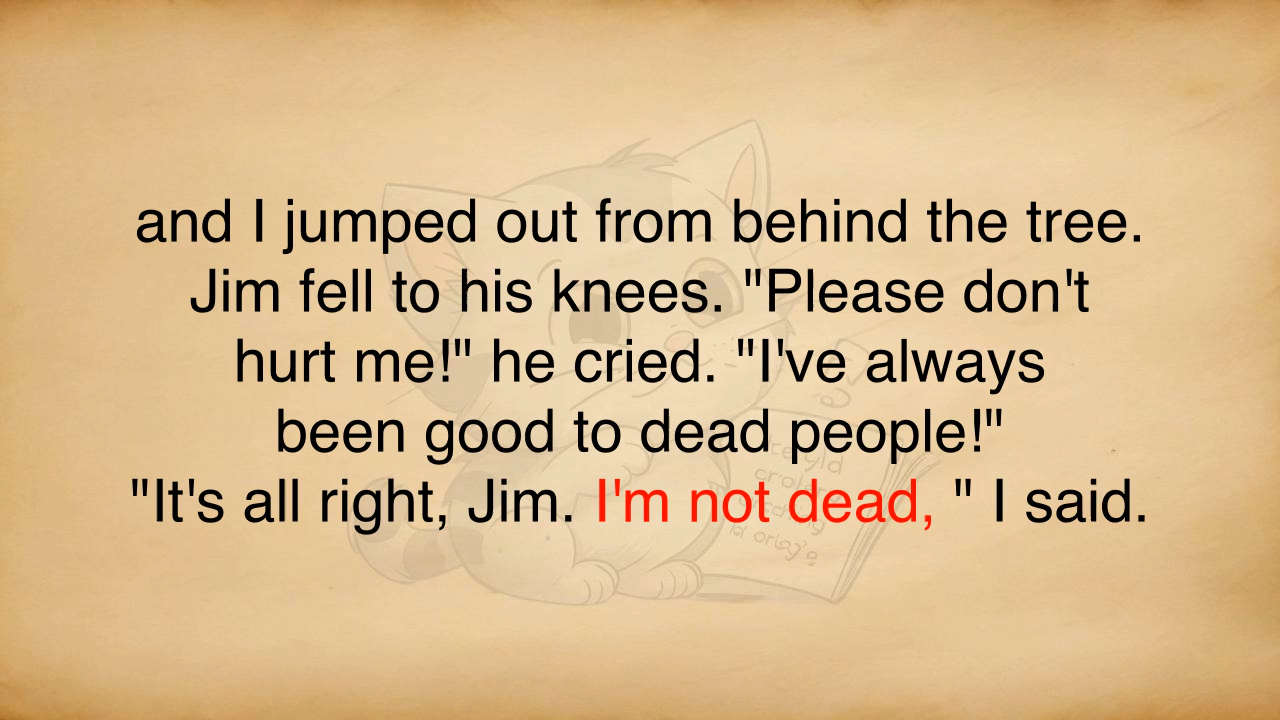 and I jumped out from behind the tree.
Jim fell to his knees. "Please don't
hurt me!" he cried. "I've always
been good to dead people!"
"It's all right, Jim. I'm not dead, " I said.